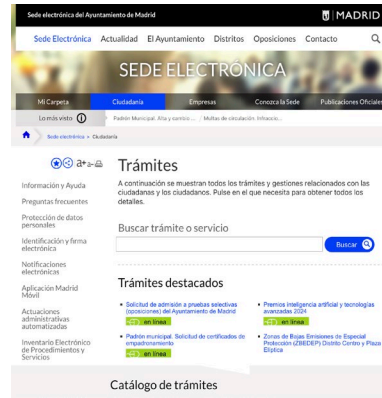 Sede electrónica del Ayuntamiento de Madrid
MADRID
Sede Electrónica Actualidad El Ayuntamiento Distritos Oposiciones Contacto
SEDE ELECTRÓNICA
Mi Carpeta Ciudadanía Empresas Conozca la Sede Publicaciones Oficiales
Lo más visto Padrón Municipal. Alta y cambio ... / Multas de circulación. Infracció...
Sede electrónica > Ciudadanía
a+ a-
Trámites
A continuación se muestran todos los trámites y gestiones relacionados con las
ciudadanas y los ciudadanos. Pulse en el que necesita para obtener todos los
detalles.
Información y Ayuda
Preguntas frecuentes
Protección de datos
personales
Identificación y firma
electrónica
Notificaciones
electrónicas
Aplicación Madrid
Móvil
Actuaciones
administrativas
automatizadas
Inventario Electrónico
de Procedimientos y
Servicios
Buscar trámite o servicio
Buscar
Trámites destacados
Solicitud de admisión a pruebas selectivas
(oposiciones) del Ayuntamiento de Madrid
en línea
Padrón municipal. Solicitud de certificados de
empadronamiento
en línea
Premios inteligencia artificial y tecnologías
avanzadas 2024
en línea
Zonas de Bajas Emisiones de Especial
Protección (ZBEDEP) Distrito Centro y Plaza
Elíptica
Catálogo de trámites